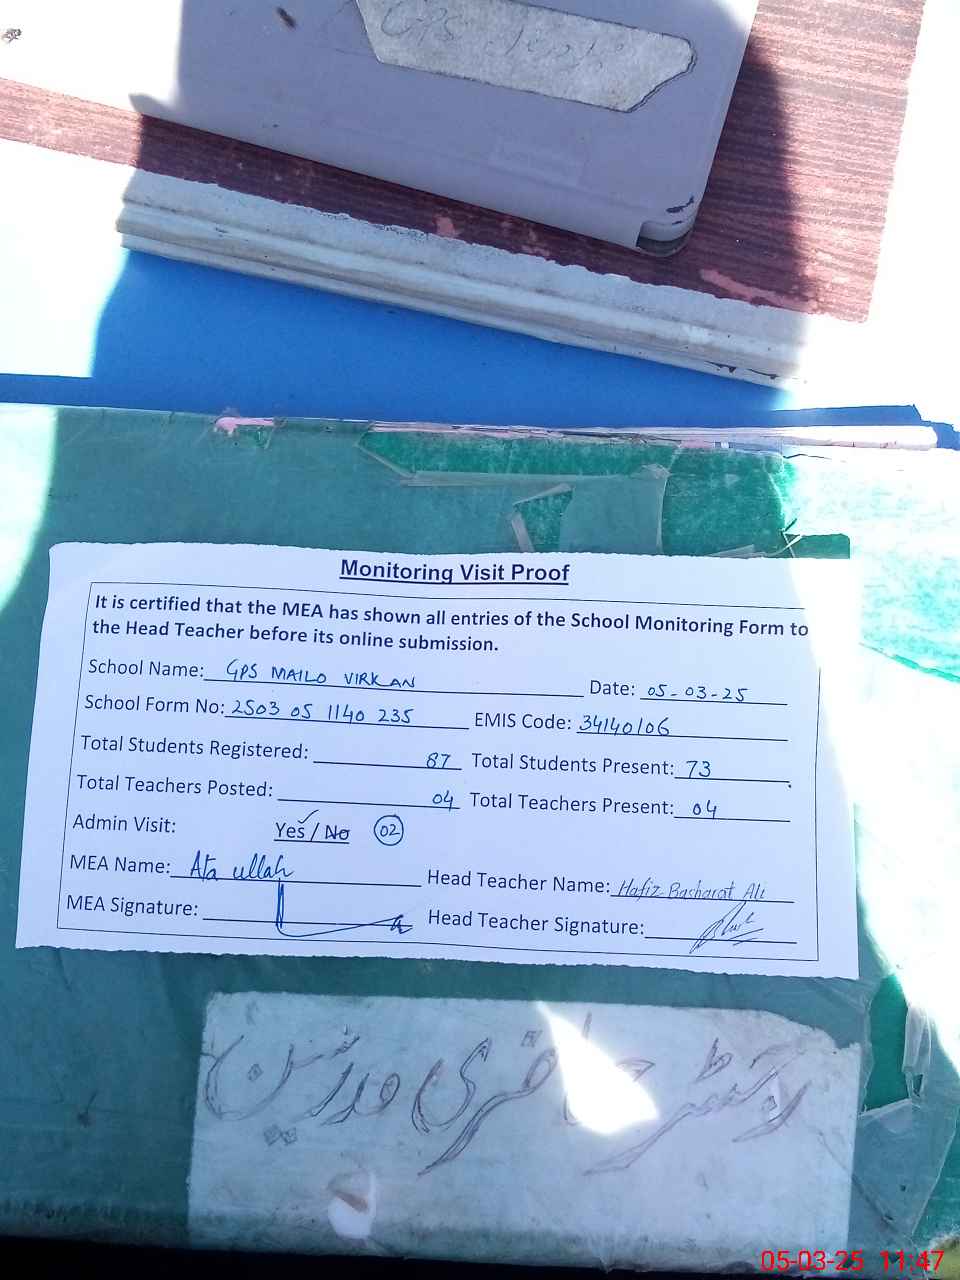 GPS
Monitoring Visit Proof
It is certified that the MEA has shown all entries of the School Monitoring Form to
the Head Teacher before its online submission.
School Name: GPS MAILO VIRKAN Date: 05-03-25
School Form No: 2503 05 1140 235 EMIS Code: 34140106
Total Students Registered: 87 Total Students Present: 73
Total Teachers Posted: 04 Total Teachers Present: 04
Admin Visit: Yes / No 02
MEA Name: Ata ullah Head Teacher Name: Hafiz Basharat Ali
MEA Signature: Head Teacher Signature:
رجسٹر حاضری مدرسین
05-03-25 11:47